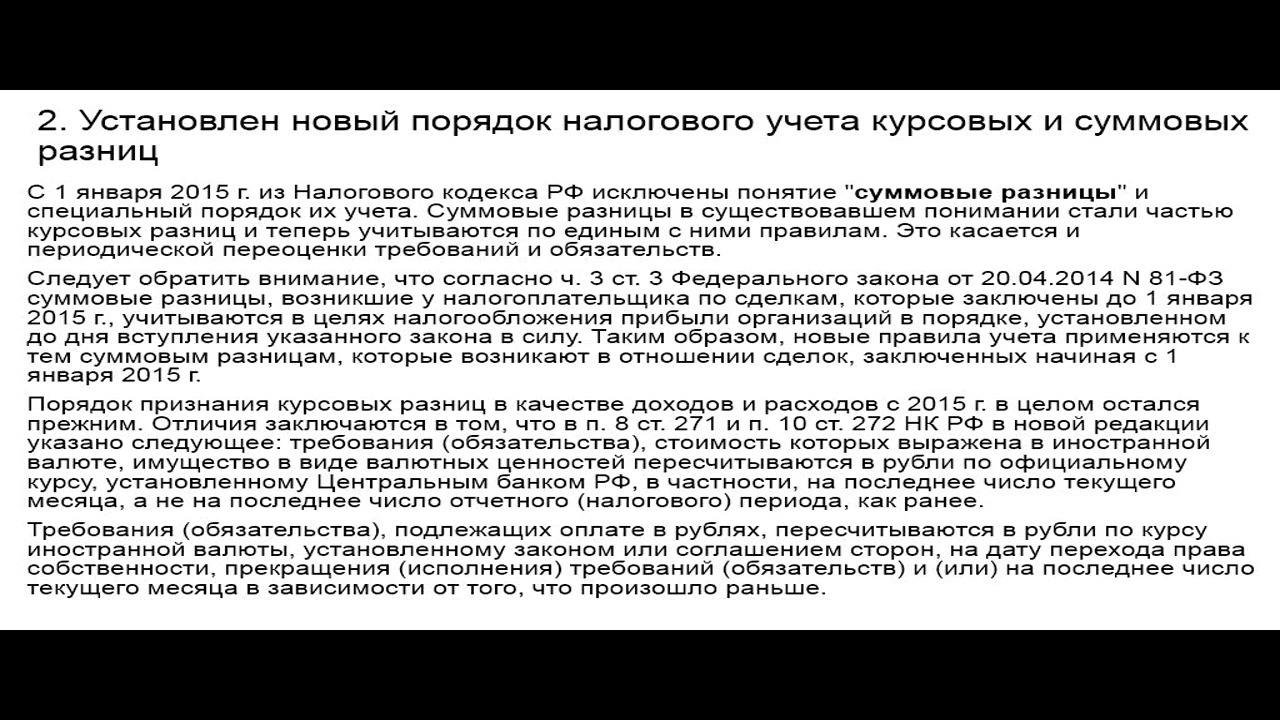 2. Установлен новый порядок налогового учета курсовых и суммовых
разниц
С 1 января 2015 г. из Налогового кодекса РФ исключены понятие "суммовые разницы" и
специальный порядок их учета. Суммовые разницы в существовавшем понимании стали частью
курсовых разниц и теперь учитываются по единым с ними правилам. Это касается и
периодической переоценки требований и обязательств.
Следует обратить внимание, что согласно ч. 3 ст. 3 Федерального закона от 20.04.2014 N 81-ФЗ
суммовые разницы, возникшие у налогоплательщика по сделкам, которые заключены до 1 января
2015 г., учитываются в целях налогообложения прибыли организаций в порядке, установленном
до дня вступления указанного закона в силу. Таким образом, новые правила учета применяются к
тем суммовым разницам, которые возникают в отношении сделок, заключенных начиная с 1
января 2015 г.
Порядок признания курсовых разниц в качестве доходов и расходов с 2015 г. в целом остался
прежним. Отличия заключаются в том, что в п. 8 ст. 271 и п. 10 ст. 272 НК РФ в новой редакции
указано следующее: требования (обязательства), стоимость которых выражена в иностранной
валюте, имущество в виде валютных ценностей пересчитываются в рубли по официальному
курсу, установленному Центральным банком РФ, в частности, на последнее число текущего
месяца, а не на последнее число отчетного (налогового) периода, как ранее.
Требования (обязательства), подлежащих оплате в рублях, пересчитываются в рубли по курсу
иностранной валюты, установленному законом или соглашением сторон, на дату перехода права
собственности, прекращения (исполнения) требований (обязательств) и (или) на последнее число
текущего месяца в зависимости от того, что произошло раньше.